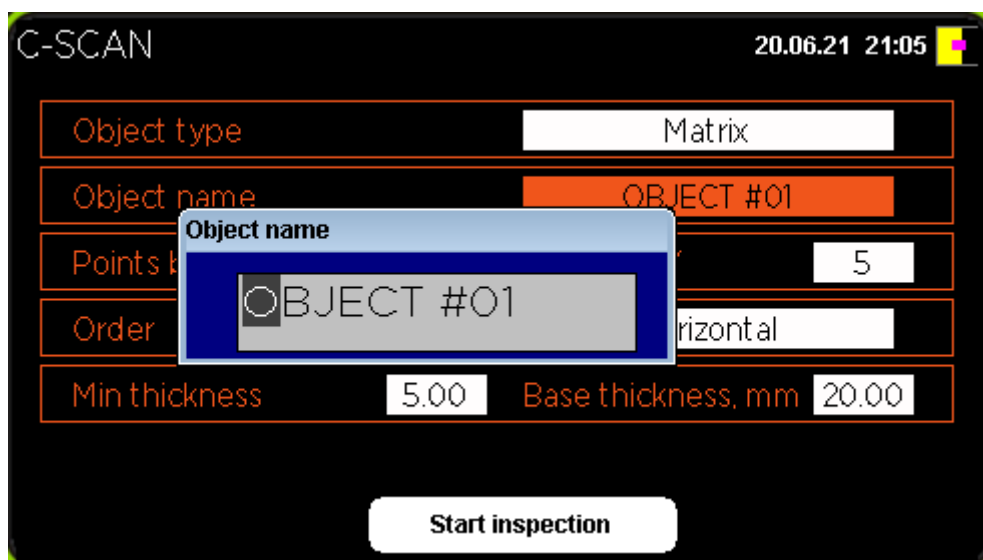 C-SCAN 20.06.21 21:05
Object type Matrix
Object name OBJECT #01
Object name
Points 5
OBJECT #01
Order rizontal
Min thickness 5.00 Base thickness, mm 20.00
Start inspection